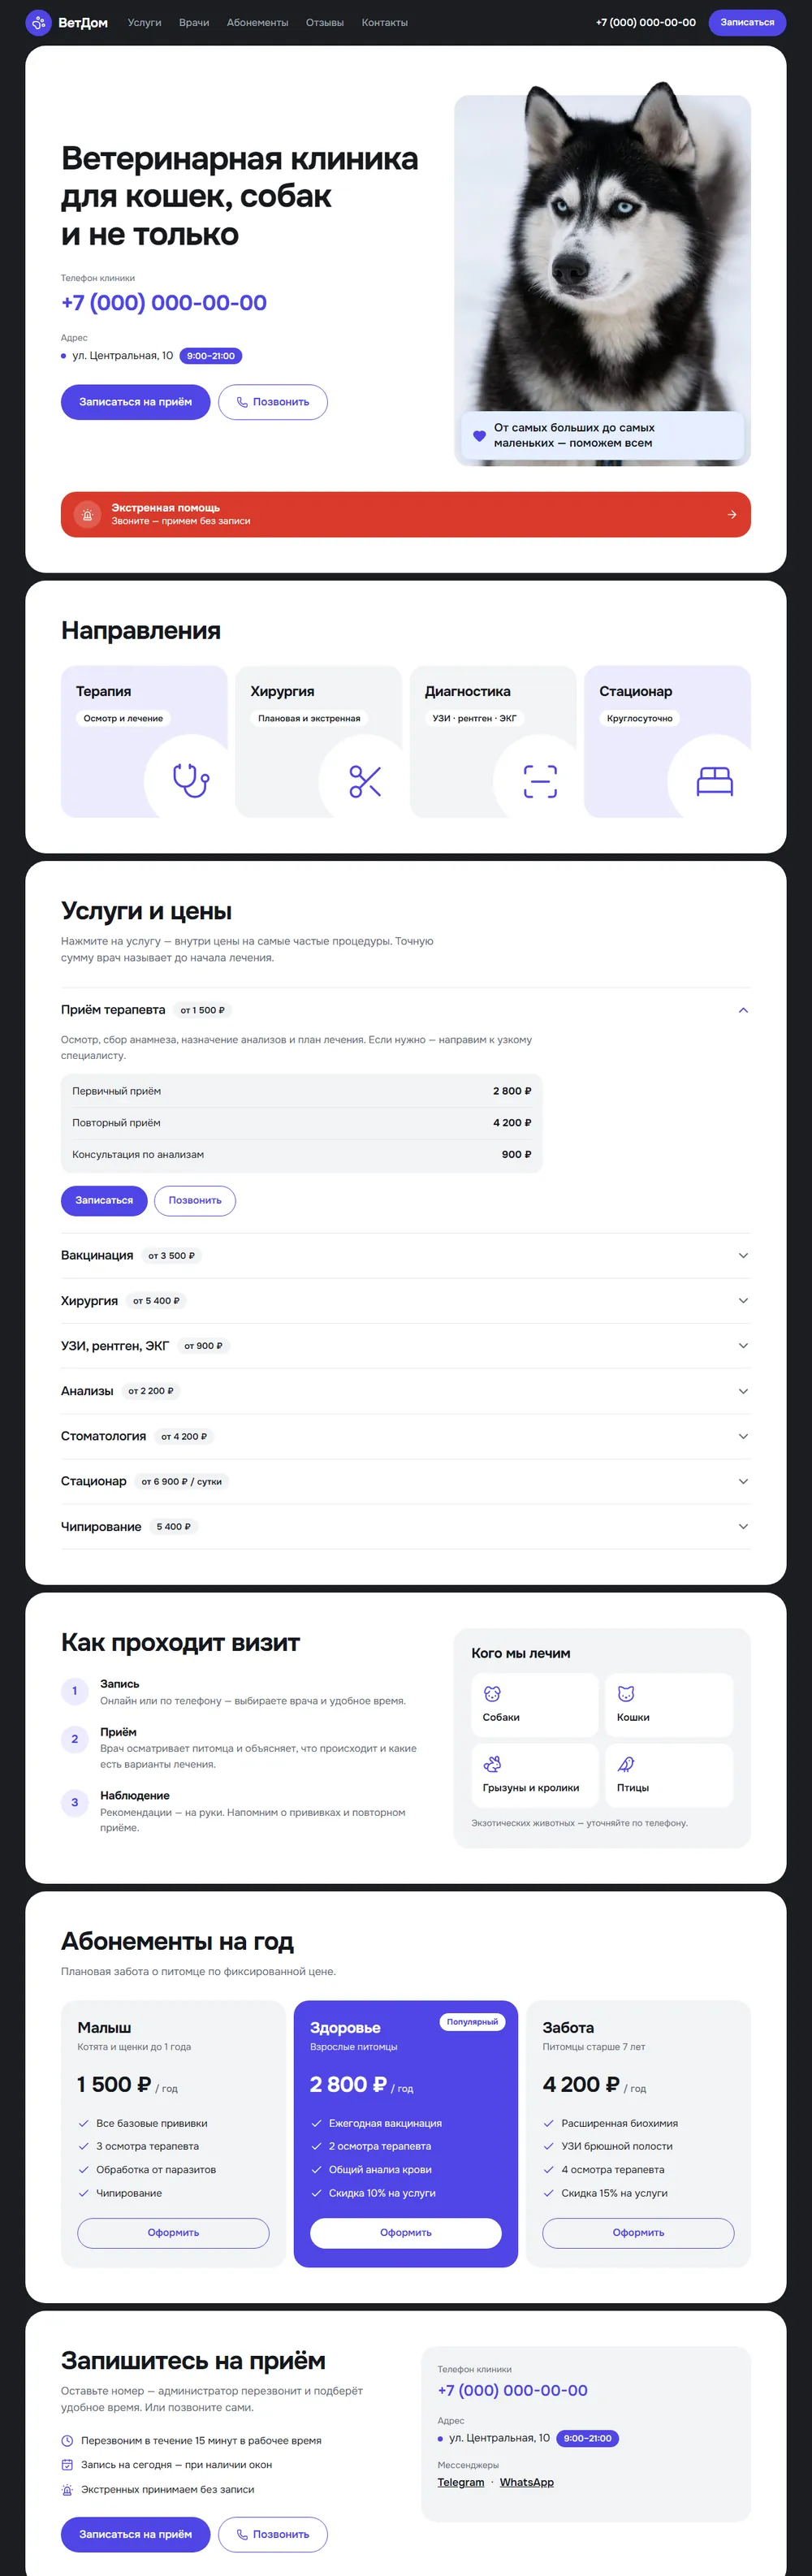 ВетДом
Услуги
Врачи
Абонементы
Отзывы
Контакты
+7 (000) 000-00-00
Записаться
Ветеринарная клиника
для кошек, собак
и не только
Телефон клиники
+7 (000) 000-00-00
Адрес
ул. Центральная, 10 9:00–21:00
Записаться на приём
Позвонить
От самых больших до самых
маленьких — поможем всем
Экстренная помощь
Звоните — примем без записи
Направления
Терапия
Осмотр и лечение
Хирургия
Плановая и экстренная
Диагностика
УЗИ · рентген · ЭКГ
Стационар
Круглосуточно
Услуги и цены
Нажмите на услугу — внутри цены на самые частые процедуры. Точную
сумму врач называет до начала лечения.
Приём терапевта от 1 500 ₽
Осмотр, сбор анамнеза, назначение анализов и план лечения. Если нужно — направим к узкому
специалисту.
Первичный приём 2 800 ₽
Повторный приём 4 200 ₽
Консультация по анализам 900 ₽
Записаться
Позвонить
Вакцинация от 3 500 ₽
Хирургия от 5 400 ₽
УЗИ, рентген, ЭКГ от 900 ₽
Анализы от 2 200 ₽
Стоматология от 4 200 ₽
Стационар от 6 900 ₽ / сутки
Чипирование 5 400 ₽
Как проходит визит
1
Запись
Онлайн или по телефону — выбираете врача и удобное время.
2
Приём
Врач осматривает питомца и объясняет, что происходит и какие
есть варианты лечения.
3
Наблюдение
Рекомендации — на руки. Напомним о прививках и повторном
приёме.
Кого мы лечим
Собаки
Кошки
Грызуны и кролики
Птицы
Экзотических животных — уточняйте по телефону.
Абонементы на год
Плановая забота о питомце по фиксированной цене.
Малыш
Котята и щенки до 1 года
1 500 ₽ / год
Все базовые прививки
3 осмотра терапевта
Обработка от паразитов
Чипирование
Оформить
Здоровье
Популярный
Взрослые питомцы
2 800 ₽ / год
Ежегодная вакцинация
2 осмотра терапевта
Общий анализ крови
Скидка 10% на услуги
Оформить
Забота
Питомцы старше 7 лет
4 200 ₽ / год
Расширенная биохимия
УЗИ брюшной полости
4 осмотра терапевта
Скидка 15% на услуги
Оформить
Запишитесь на приём
Оставьте номер — администратор перезвонит и подберёт
удобное время. Или позвоните сами.
Перезвоним в течение 15 минут в рабочее время
Запись на сегодня — при наличии окон
Экстренных принимаем без записи
Записаться на приём
Позвонить
Телефон клиники
+7 (000) 000-00-00
Адрес
ул. Центральная, 10 9:00–21:00
Мессенджеры
Telegram · WhatsApp